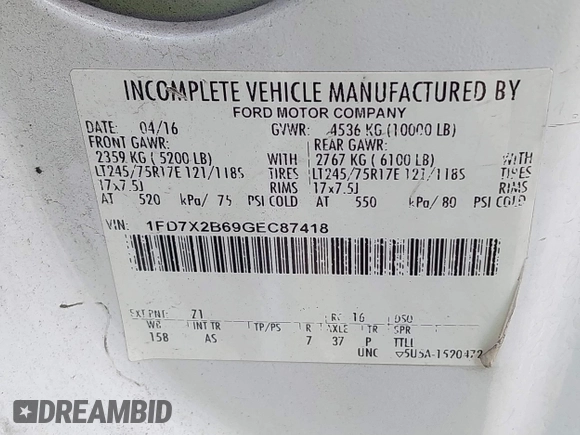 INCOMPLETE VEHICLE MANUFACTURED BY
FORD MOTOR COMPANY
DATE: 04/16 GVWR: 4536 KG (10000 LB)
FRONT GAWR: REAR GAWR:
2359 KG ( 5200 LB) WITH 2767 KG ( 6100 LB) WITH
LT245/75R17E 121/118S TIRES LT245/75R17E 121/118S TIRES
17x7.5J RIMS 17x7.5J RIMS
AT 520 kPa/ 75 PSI COLD AT 550 kPa/ 80 PSI COLD
VIN: 1FD7X2B69GEC87418
EXT PNT: Z1 RC: 16 DSO
WB INT TR TP/PS R AXLE TR SPR
158 AS 7 37 P TTLL
UNC
DREAMBID